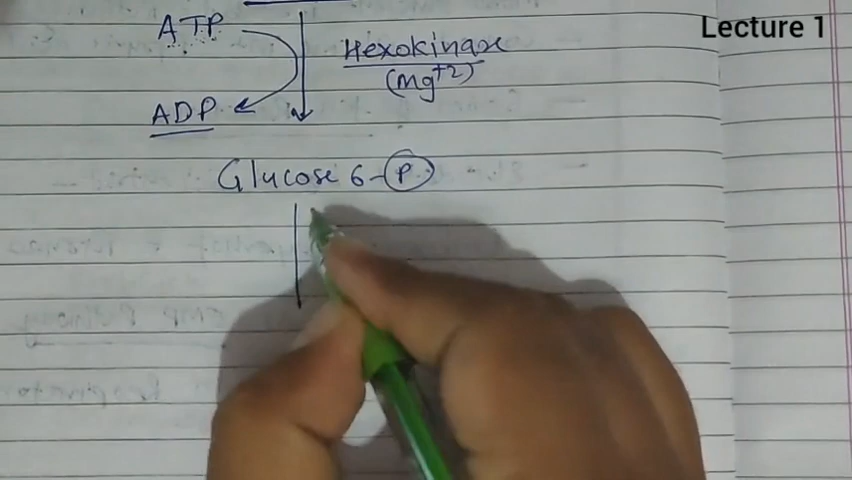 Lecture 1
ATP
Hexokinase
(mg+2)
ADP
Glucose 6-P